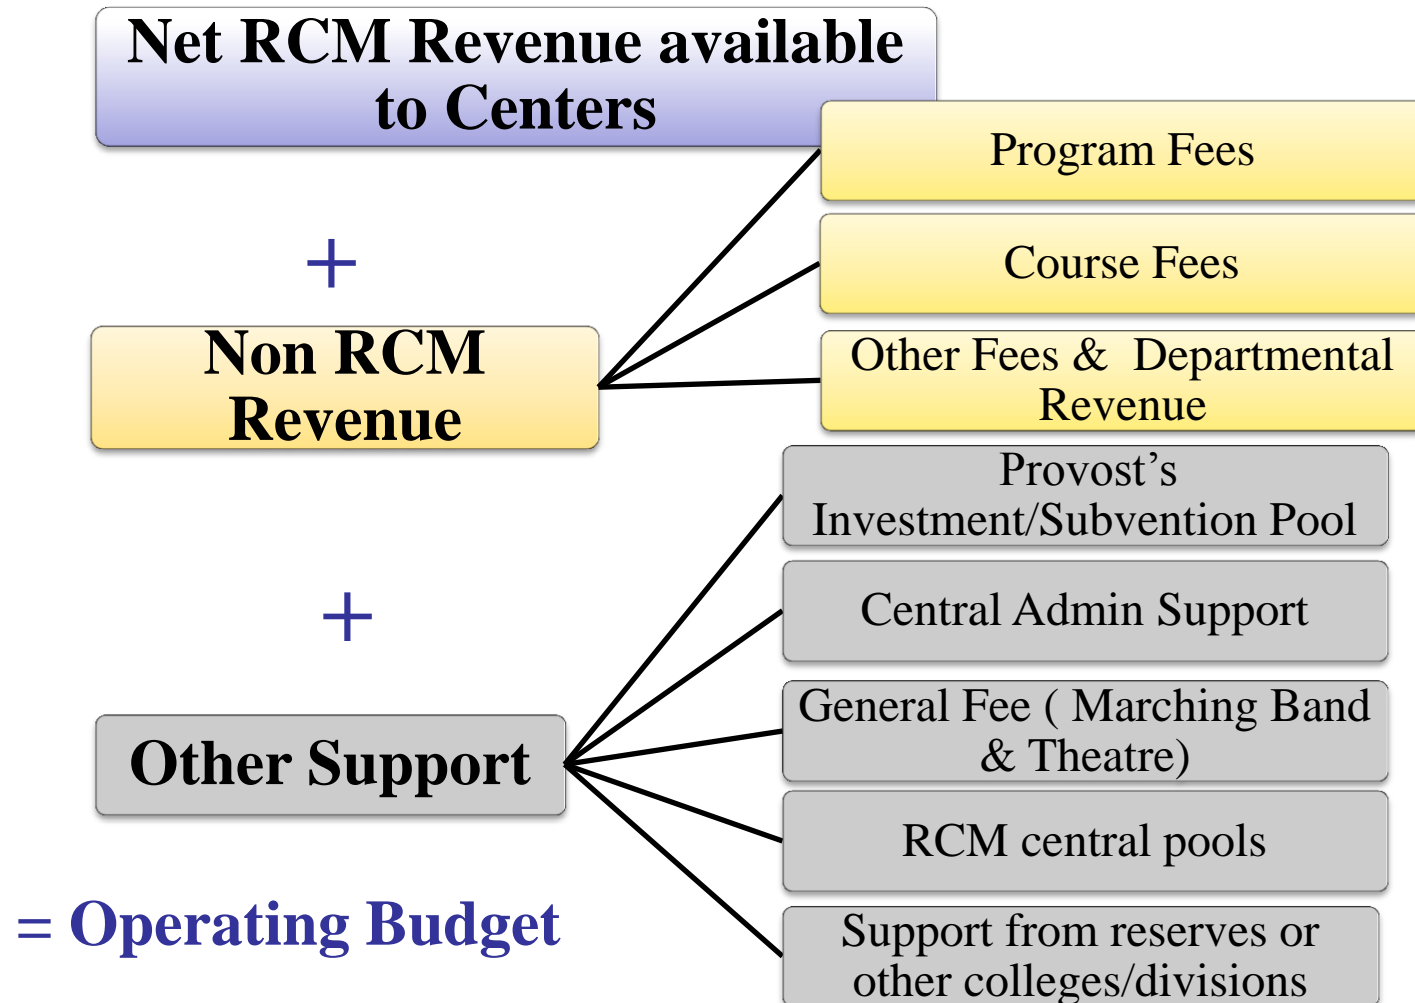 Net RCM Revenue available
to Centers
Program Fees
+
Course Fees
Non RCM
Revenue
Other Fees & Departmental
Revenue
Provost’s
Investment/Subvention Pool
+
Central Admin Support
General Fee ( Marching Band
& Theatre)
Other Support
RCM central pools
= Operating Budget
Support from reserves or
other colleges/divisions